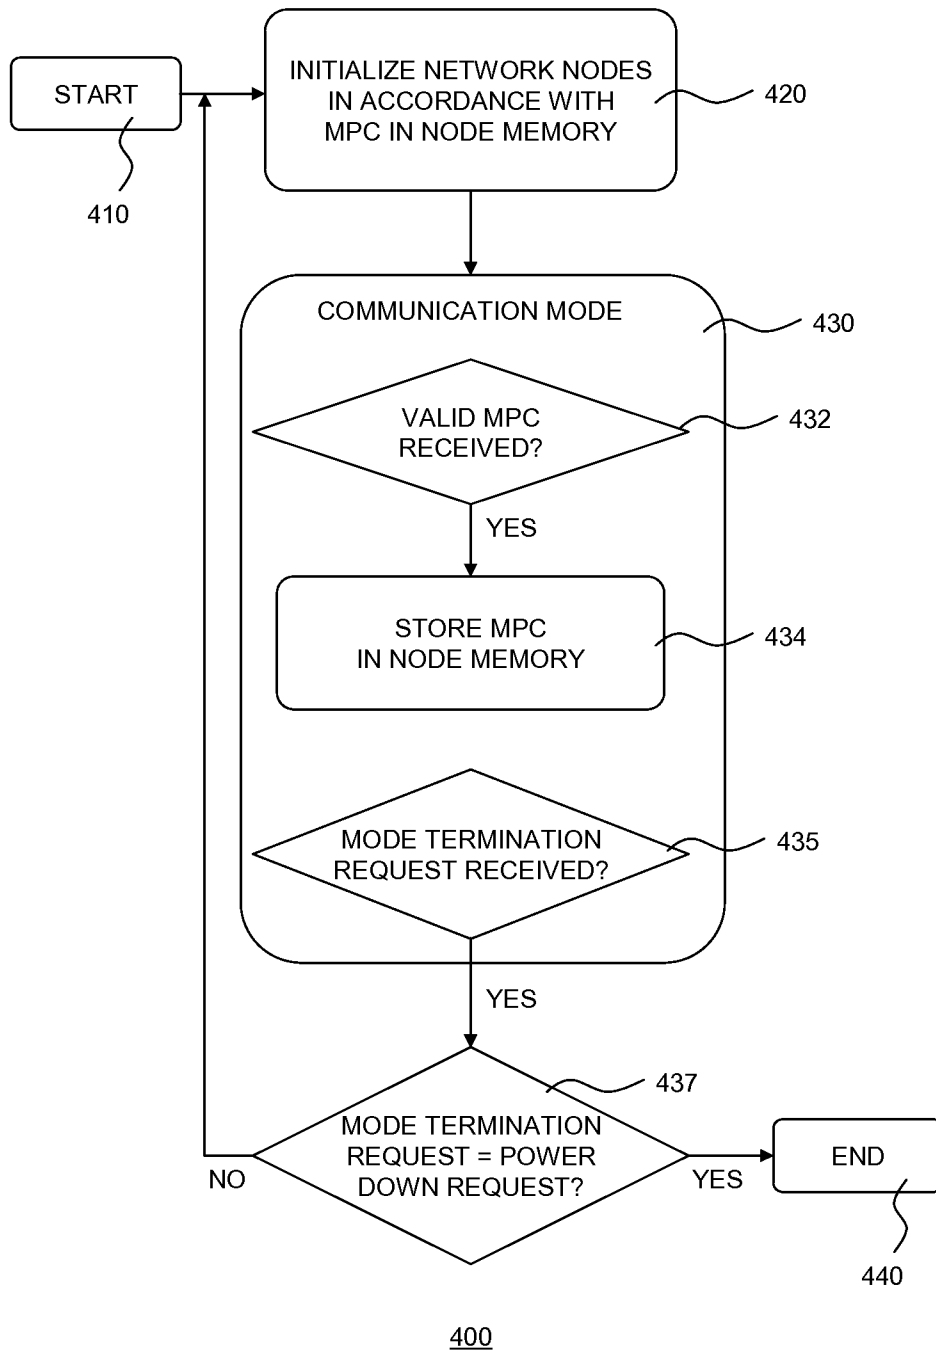 START
410
INITIALIZE NETWORK NODES
IN ACCORDANCE WITH
MPC IN NODE MEMORY
420
COMMUNICATION MODE
430
VALID MPC
RECEIVED?
432
YES
STORE MPC
IN NODE MEMORY
434
MODE TERMINATION
REQUEST RECEIVED?
435
YES
437
MODE TERMINATION
REQUEST = POWER
DOWN REQUEST?
NO
YES
END
440
400